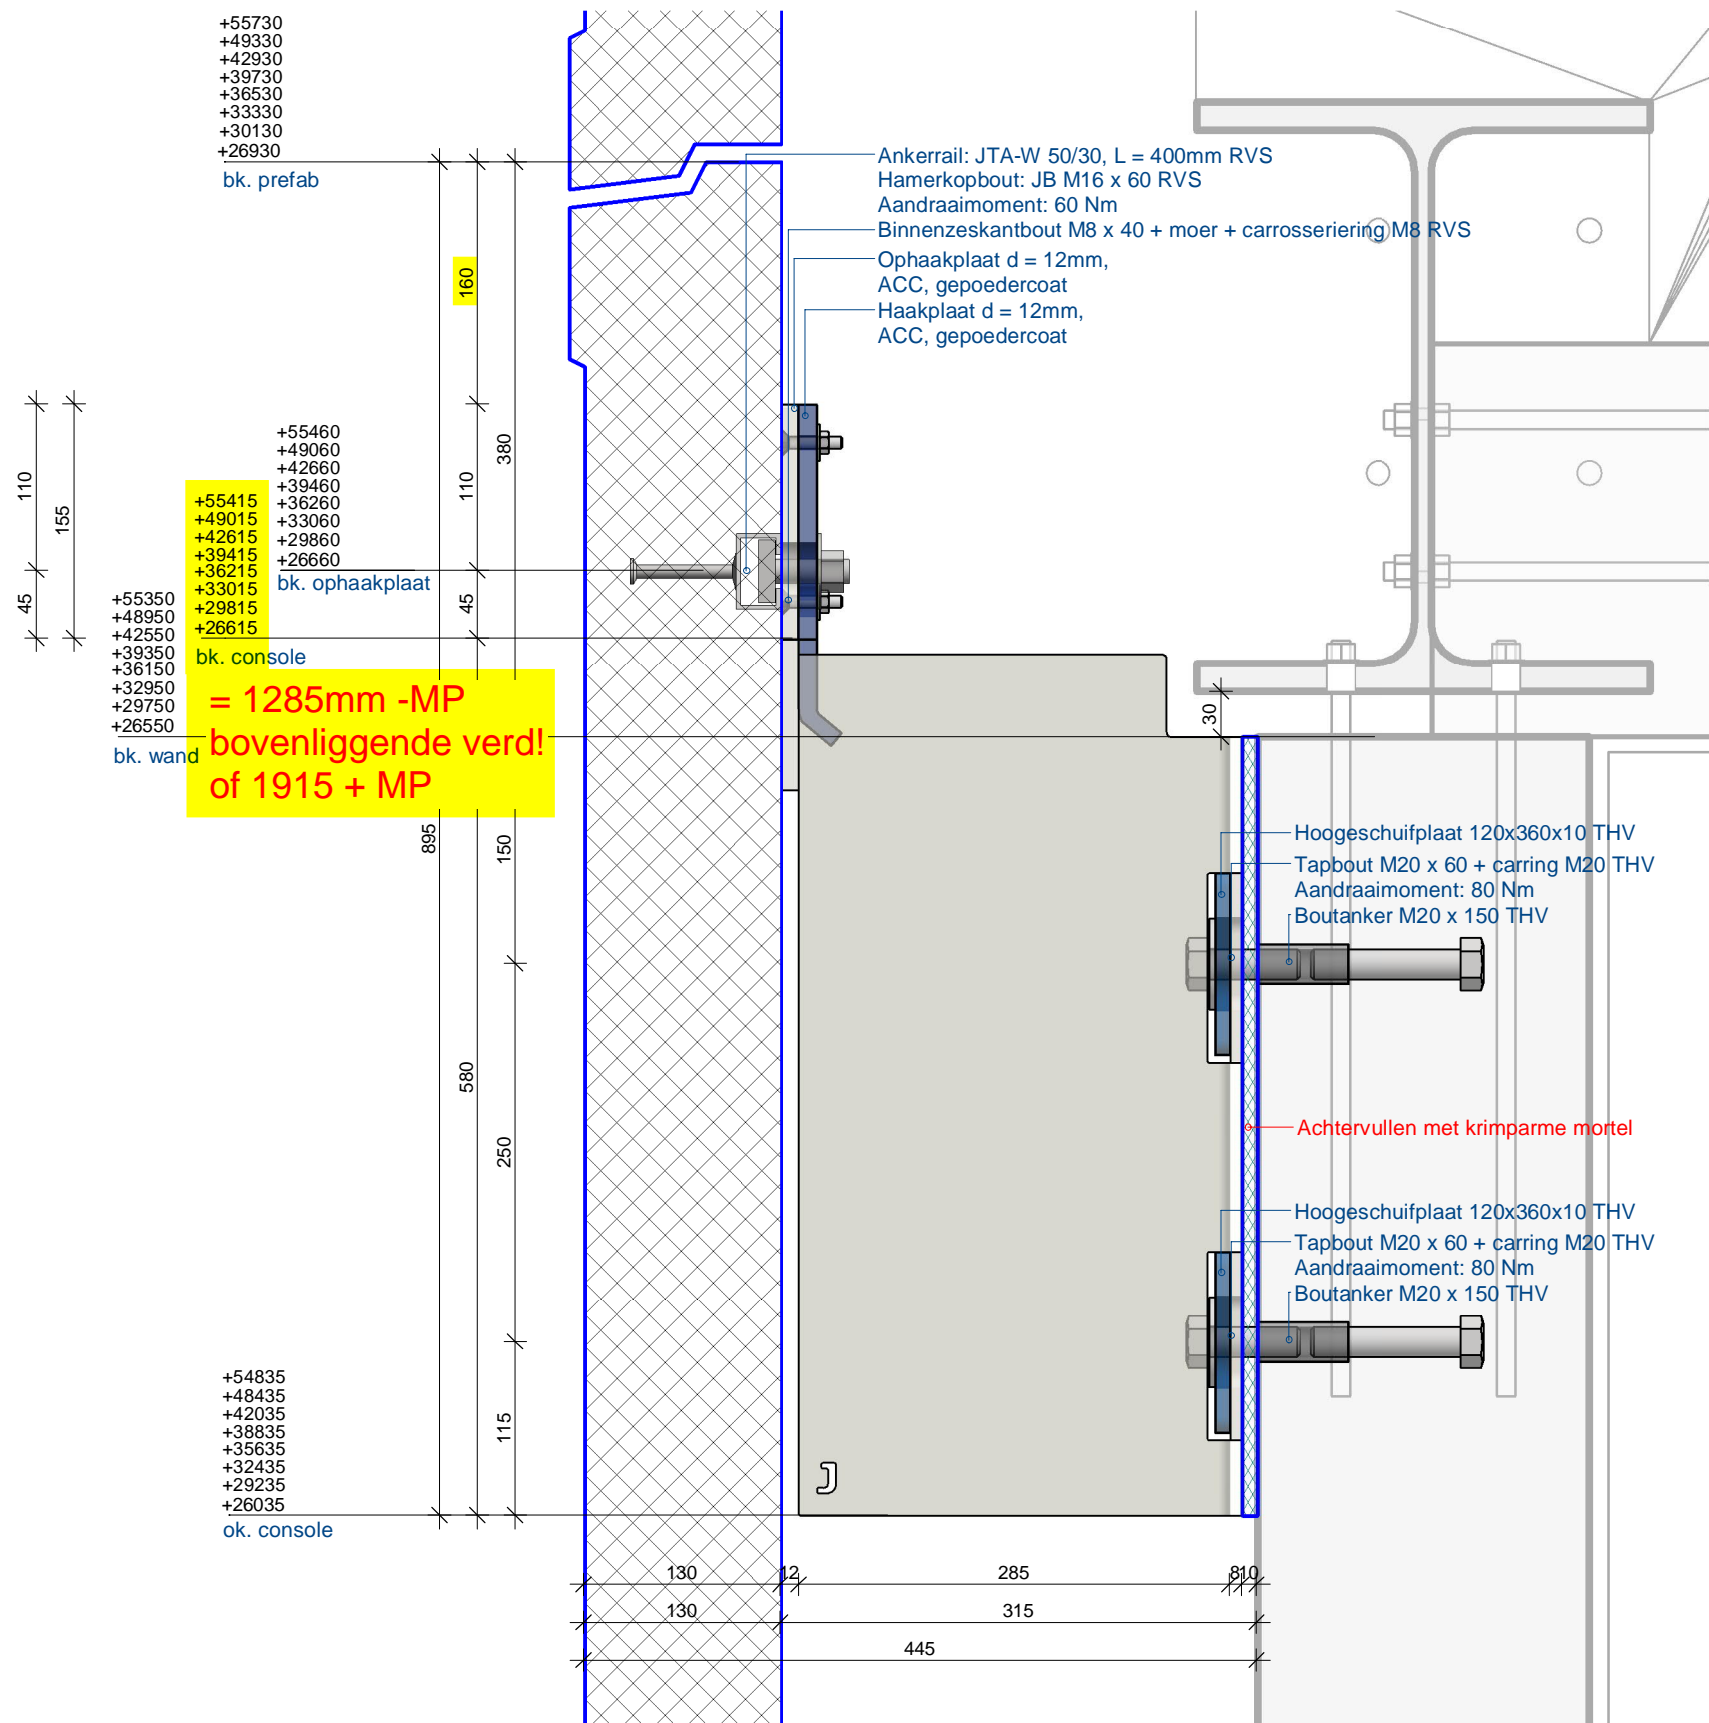 +55730
+49330
+42930
+39730
+36530
+33330
+30130
+26930
bk. prefab
Ankerrail: JTA-W 50/30, L = 400mm RVS
Hamerkopbout: JB M16 x 60 RVS
Aandraaimoment: 60 Nm
Binnenzeskantbout M8 x 40 + moer + carrosseriering M8 RVS
Ophaakplaat d = 12mm,
ACC, gepoedercoat
Haakplaat d = 12mm,
ACC, gepoedercoat
160
380
110
155
45
110
45
+55460
+49060
+42660
+39460
+36260
+33060
+29860
+26660
bk. ophaakplaat
+55415
+49015
+42615
+39415
+36215
+33015
+29815
+26615
bk. console
+55350
+48950
+42550
+39350
+36150
+32950
+29750
+26550
bk. wand
= 1285mm -MP
bovenliggende verd!
of 1915 + MP
30
895
150
580
250
115
Hoogeschuifplaat 120x360x10 THV
Tapbout M20 x 60 + carring M20 THV
Aandraaimoment: 80 Nm
Boutanker M20 x 150 THV
Achtervullen met krimparme mortel
Hoogeschuifplaat 120x360x10 THV
Tapbout M20 x 60 + carring M20 THV
Aandraaimoment: 80 Nm
Boutanker M20 x 150 THV
+54835
+48435
+42035
+38835
+35635
+32435
+29235
+26035
ok. console
J
130 12 285 8 10
130 315
445